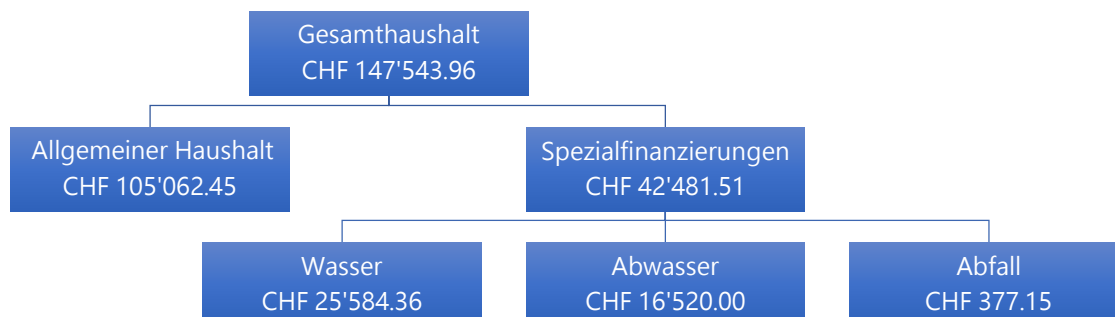 Gesamthaushalt
CHF 147'543.96
Allgemeiner Haushalt
CHF 105'062.45
Spezialfinanzierungen
CHF 42'481.51
Wasser
CHF 25'584.36
Abwasser
CHF 16'520.00
Abfall
CHF 377.15